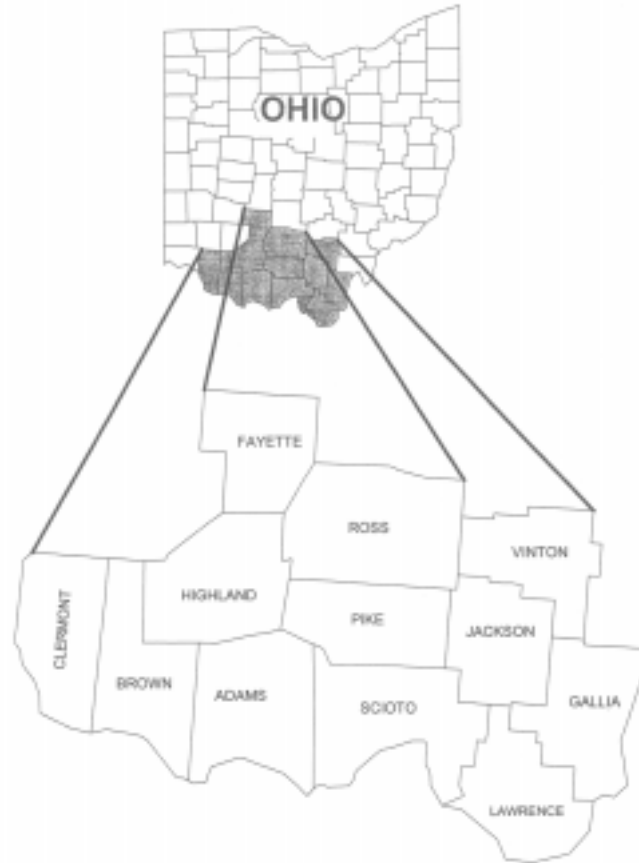 OHIO
FAYETTE
ROSS
VINTON
HIGHLAND
CLERMONT
PIKE
JACKSON
BROWN
ADAMS
SCIOTO
GALLIA
LAWRENCE